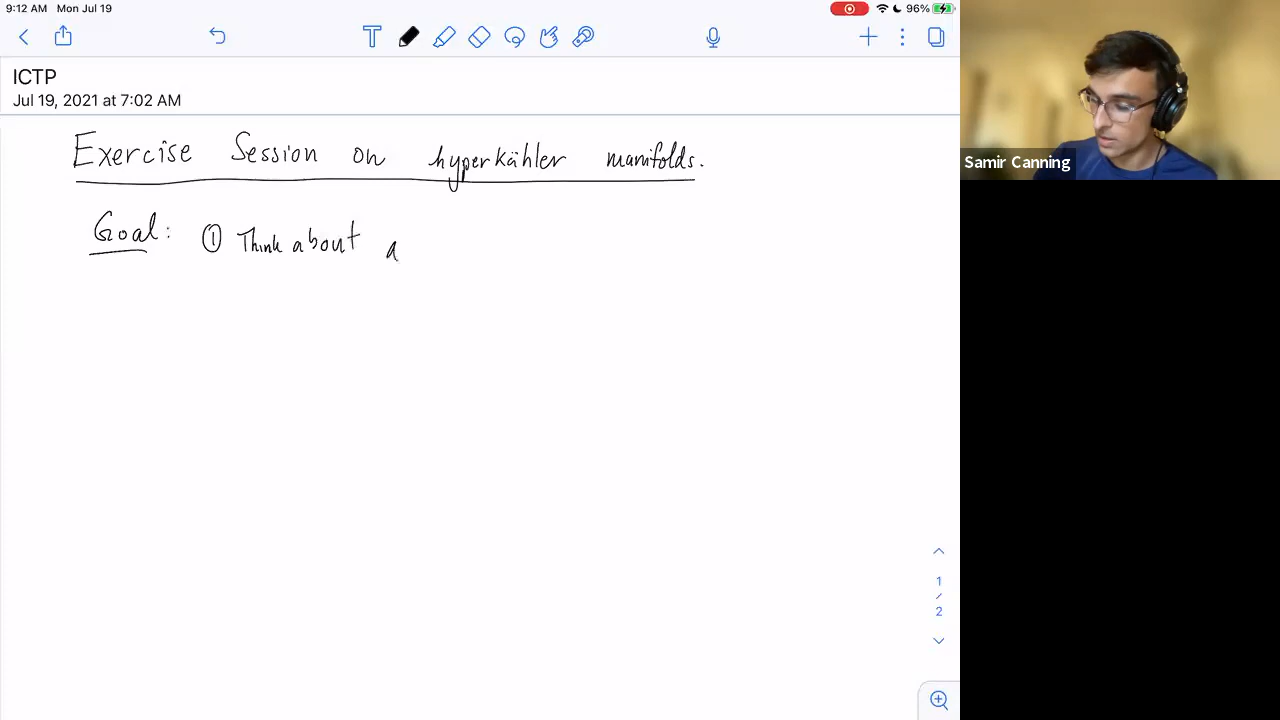 9:12 AM Mon Jul 19
96%
ICTP
Jul 19, 2021 at 7:02 AM
Exercise Session on hyperkähler manifolds.
Goal: ① Think about a
Samir Canning
T
1
/
2